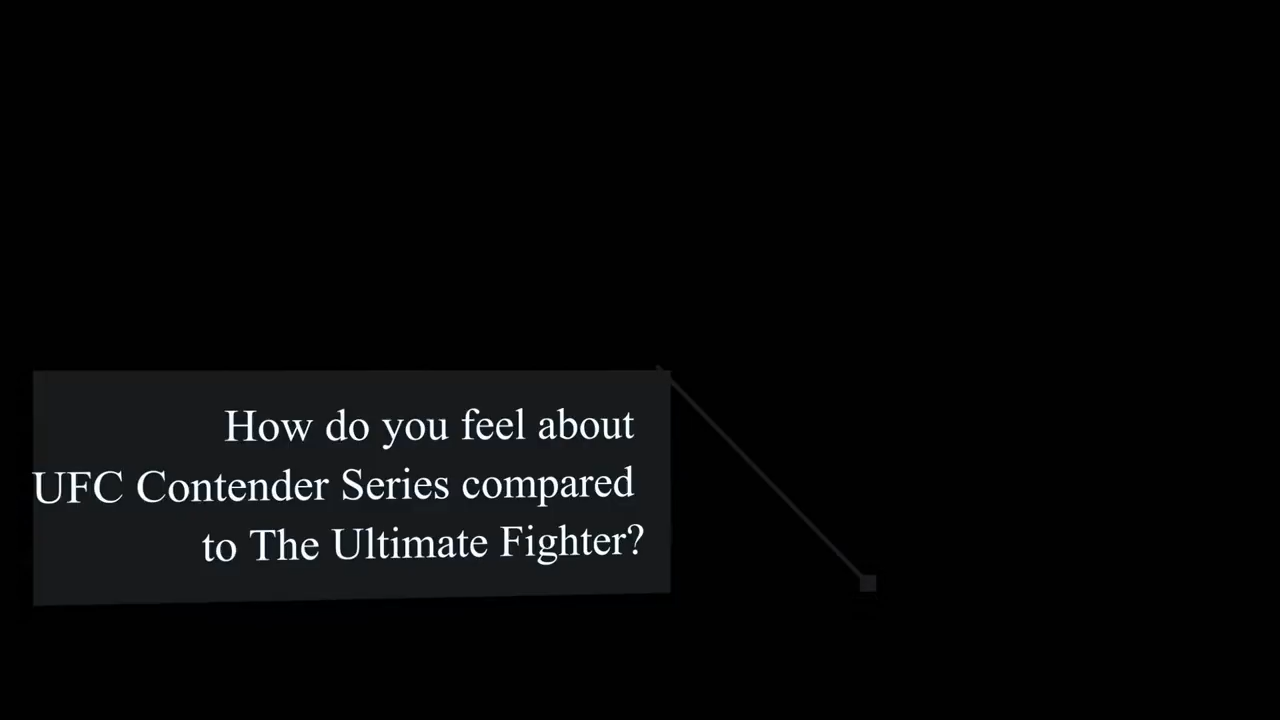 How do you feel about
UFC Contender Series compared
to The Ultimate Fighter?